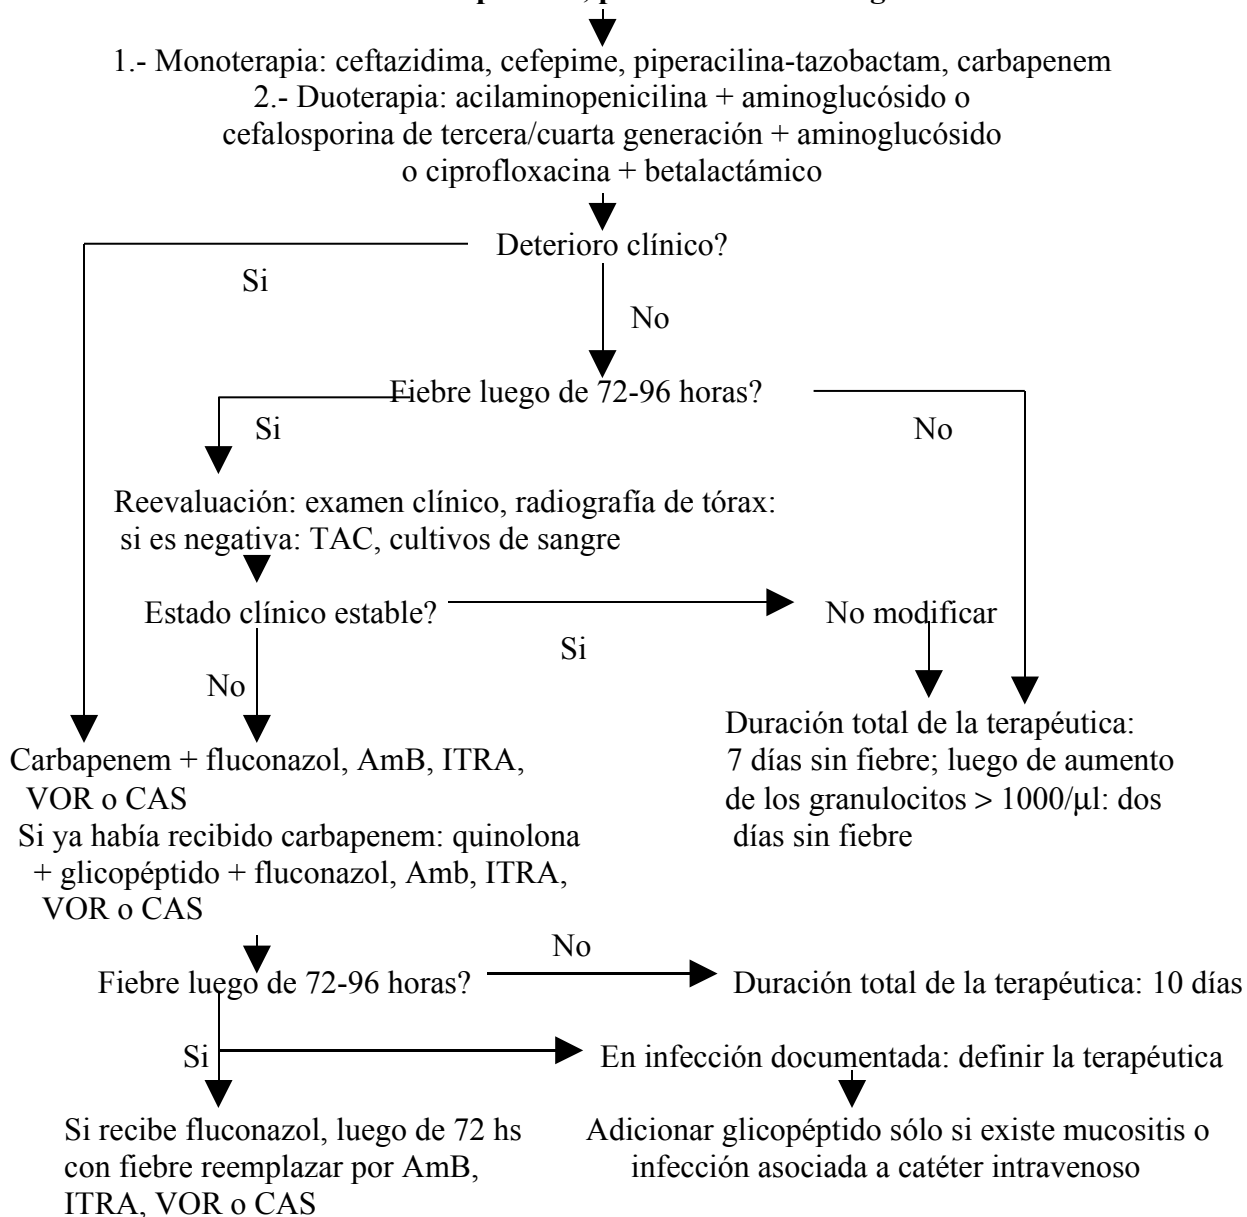 1.- Monoterapia: ceftazidima, cefepime, piperacilina-tazobactam, carbapenem
2.- Duoterapia: acilaminopenicilina + aminoglucósido o
cefalosporina de tercera/cuarta generación + aminoglucósido
o ciprofloxacina + betalactámico
Deterioro clínico?
Si
No
Fiebre luego de 72-96 horas?
Si
No
Reevaluación: examen clínico, radiografía de tórax:
si es negativa: TAC, cultivos de sangre
Estado clínico estable?
No modificar
Si
No
Duración total de la terapéutica:
7 días sin fiebre; luego de aumento
de los granulocitos > 1000/μl: dos
días sin fiebre
Carbapenem + fluconazol, AmB, ITRA,
VOR o CAS
Si ya había recibido carbapenem: quinolona
+ glicopéptido + fluconazol, Amb, ITRA,
VOR o CAS
No
Fiebre luego de 72-96 horas?
Duración total de la terapéutica: 10 días
Si
En infección documentada: definir la terapéutica
Si recibe fluconazol, luego de 72 hs
con fiebre reemplazar por AmB,
ITRA, VOR o CAS
Adicionar glicopéptido sólo si existe mucositis o
infección asociada a catéter intravenoso